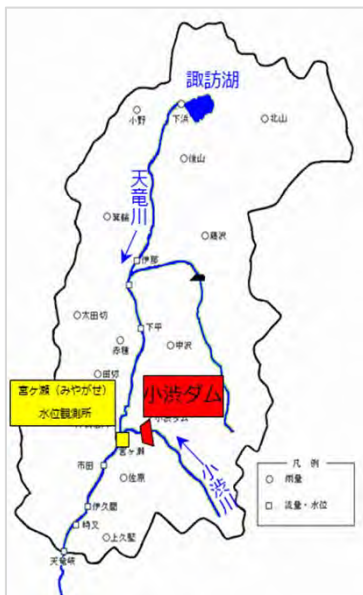 諏訪湖
下浜
小野
北山
後山
天竜川
箕輪
藤沢
伊那
太田切
下平
赤穂
中沢
田切
宮ヶ瀬（みやがせ）
水位観測所
小渋ダム
小渋ダム
宮ヶ瀬
小渋川
市田
佐原
凡 例
雨量
流量・水位
伊久間
時又
上久堅
天竜峡